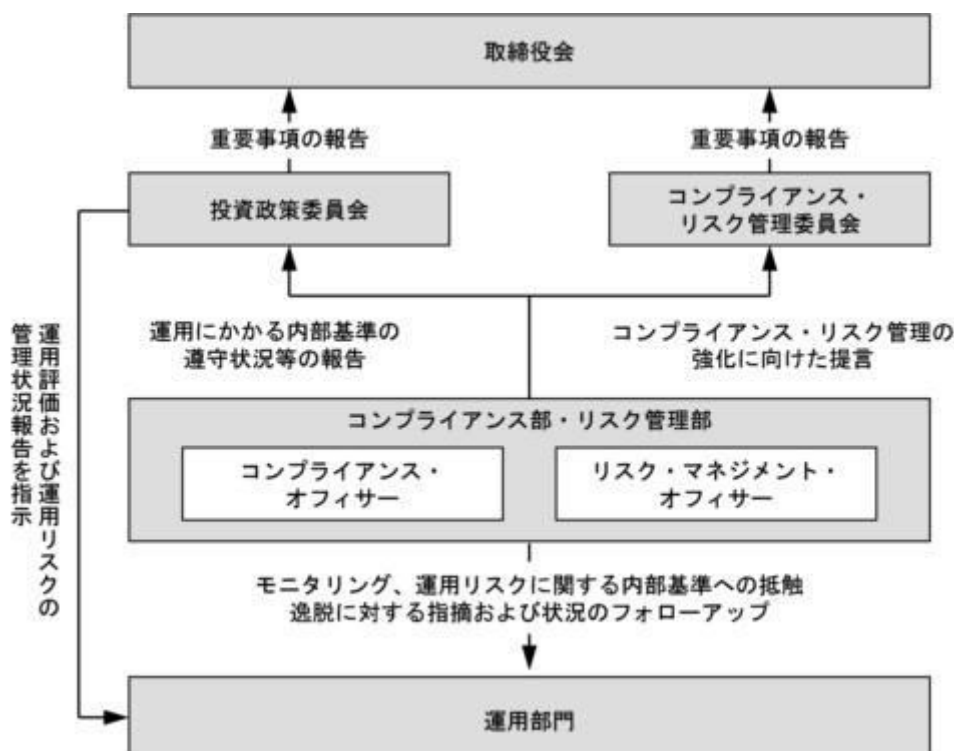 取締役会
重要事項の報告
重要事項の報告
投資政策委員会
コンプライアンス・
リスク管理委員会
運用にかかる内部基準の
遵守状況等の報告
コンプライアンス・リスク管理の
強化に向けた提言
運用評価および運用リスクの
管理状況報告を指示
コンプライアンス部・リスク管理部
コンプライアンス・
オフィサー
リスク・マネジメント・
オフィサー
モニタリング、運用リスクに関する内部基準への抵触
逸脱に対する指摘および状況のフォローアップ
運用部門